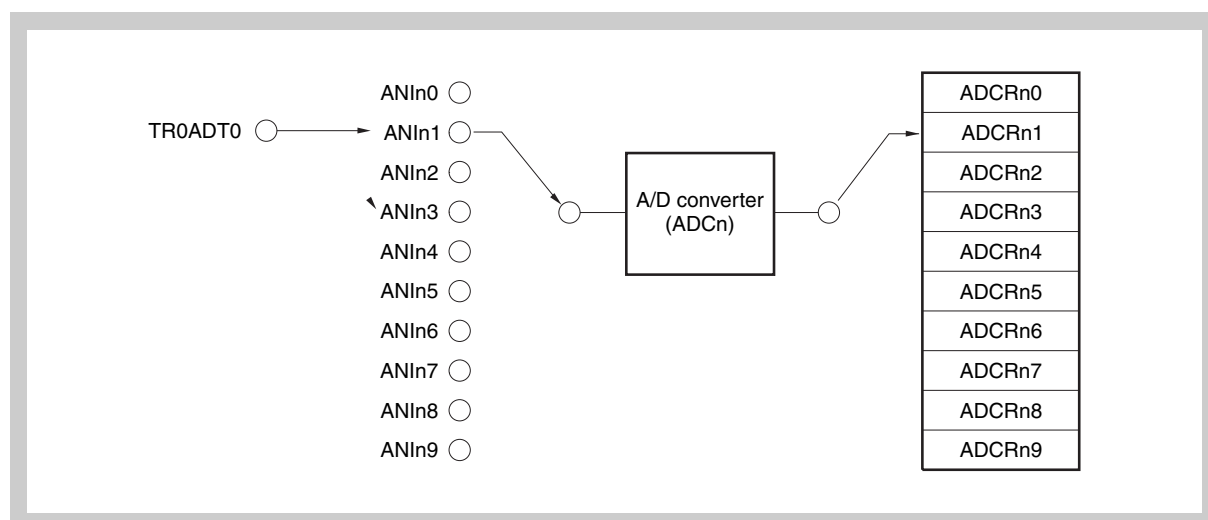 ANIn0
TR0ADT0
ANIn1
ANIn2
ANIn3
ANIn4
ANIn5
ANIn6
ANIn7
ANIn8
ANIn9
A/D converter
(ADCn)
ADCRn0
ADCRn1
ADCRn2
ADCRn3
ADCRn4
ADCRn5
ADCRn6
ADCRn7
ADCRn8
ADCRn9